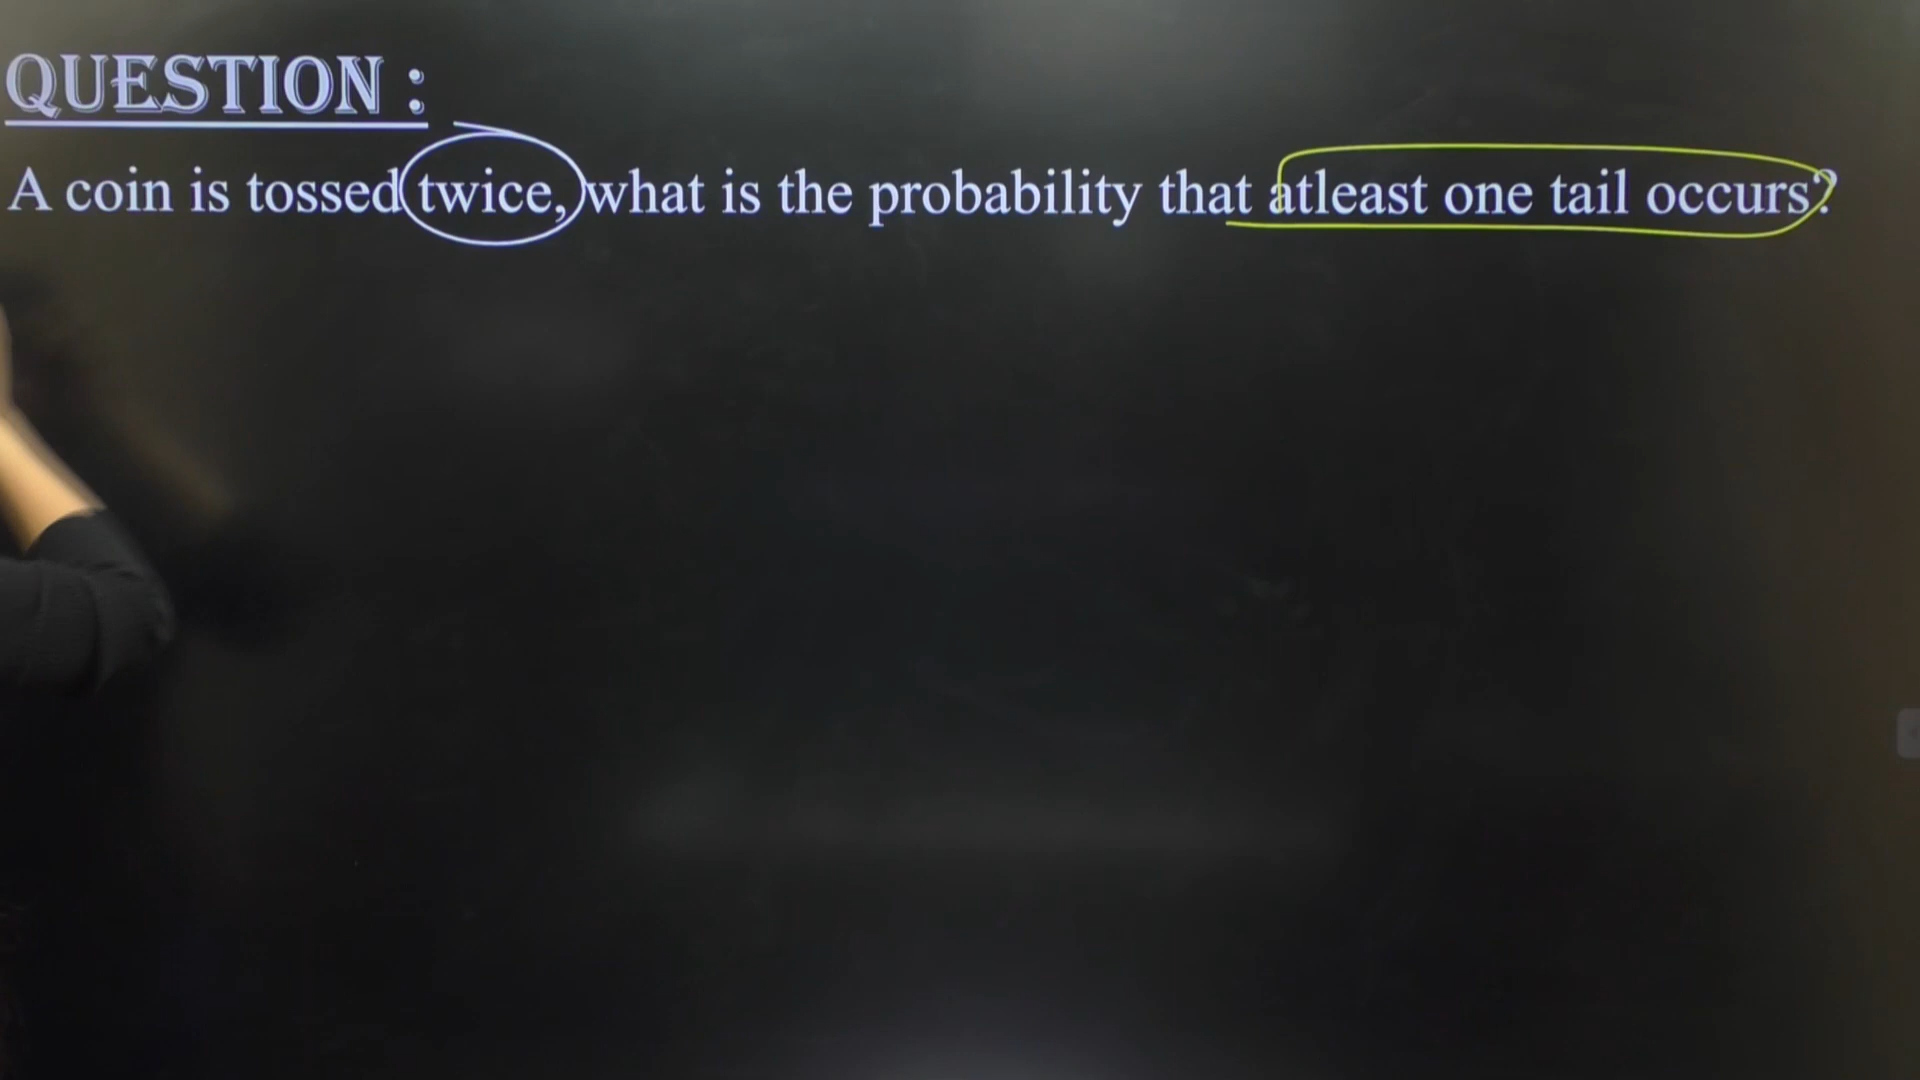 QUESTION :
A coin is tossed twice, what is the probability that atleast one tail occurs?